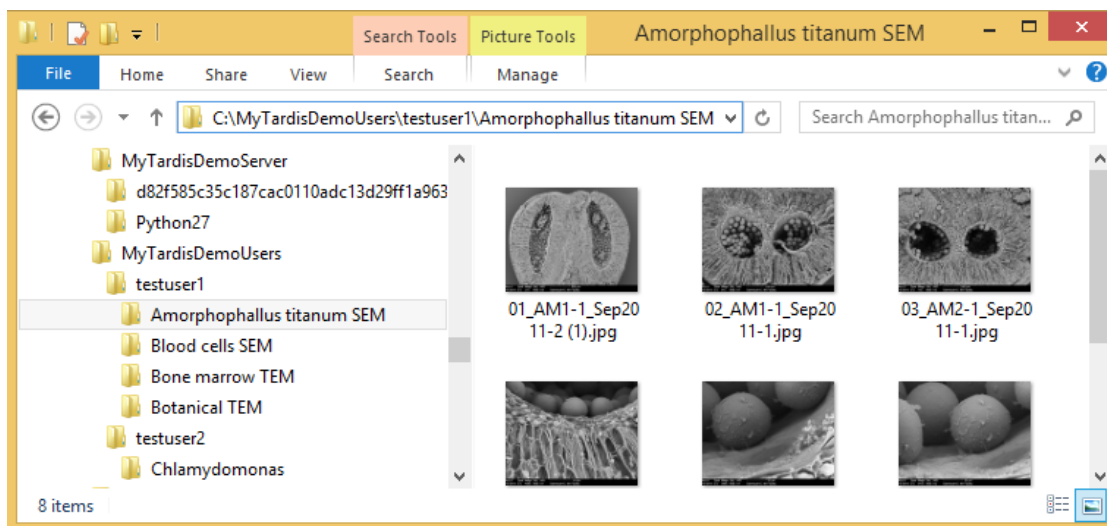 Search Tools Picture Tools Amorphophallus titanum SEM
File Home Share View Search Manage
C:\MyTardisDemoUsers\testuser1\Amorphophallus titanum SEM Search Amorphophallus titan...
MyTardisDemoServer
d82f585c35c187cac0110adc13d29ff1a963
Python27
MyTardisDemoUsers
testuser1
Amorphophallus titanum SEM
Blood cells SEM
Bone marrow TEM
Botanical TEM
testuser2
Chlamydomonas
01_AM1-1_Sep20
11-2 (1).jpg
02_AM1-1_Sep20
11-1.jpg
03_AM2-1_Sep20
11-1.jpg
8 items